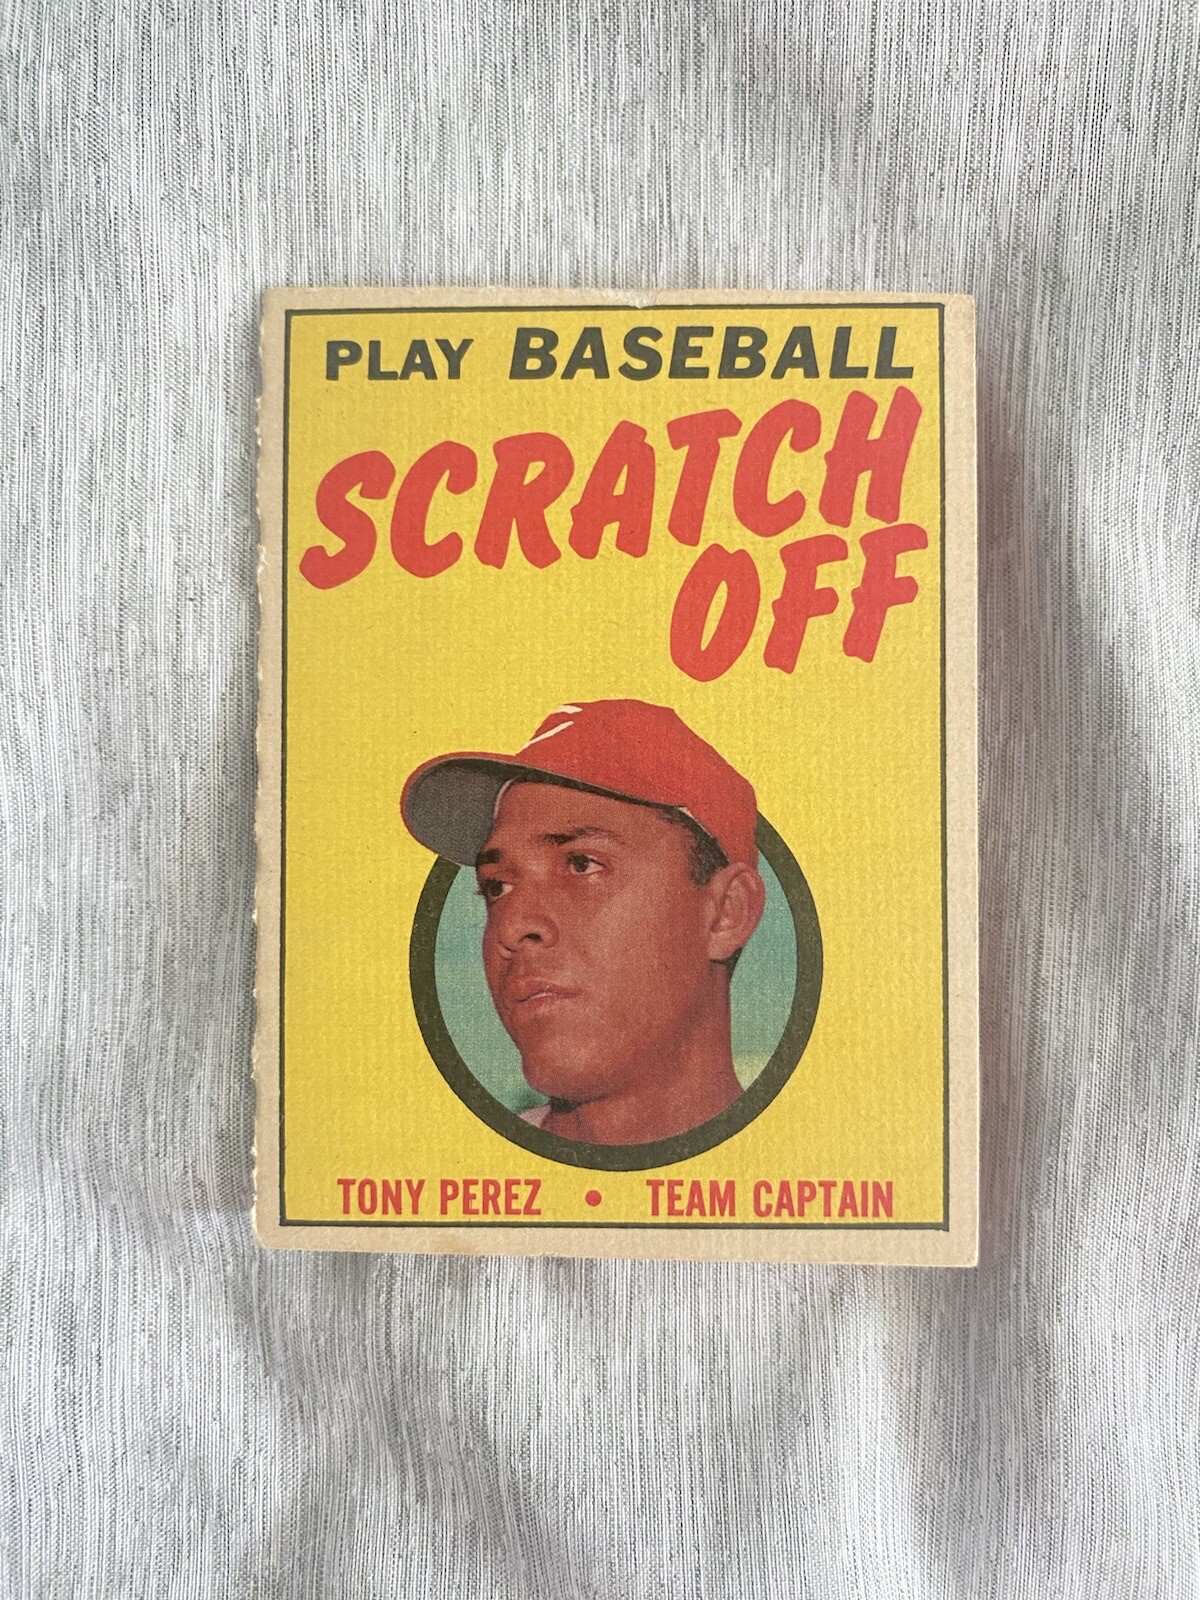 PLAY BASEBALL
SCRATCH
OFF
TONY PEREZ • TEAM CAPTAIN